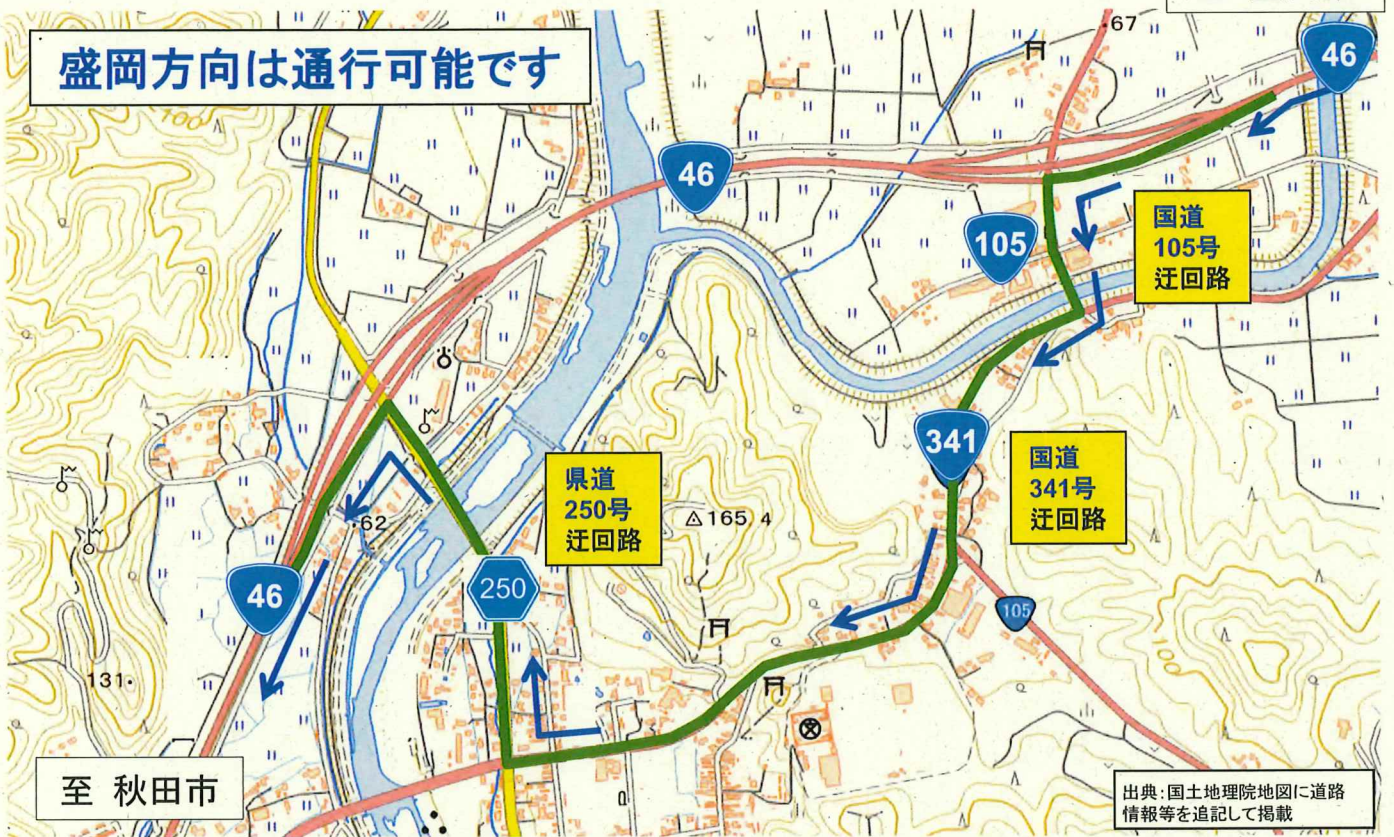 盛岡方向は通行可能です
67
46
46
105
国道
105号
迂回路
341
国道
341号
迂回路
県道
250号
迂回路
165.4
62
250
46
105
131
100
100
至 秋田市
出典:国土地理院地図に道路
情報等を追記して掲載